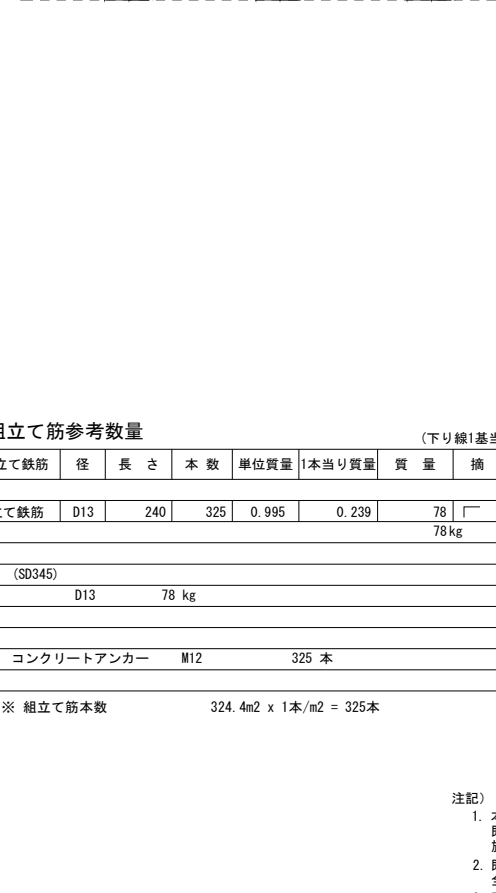 組立て筋参考数量
(下り線1基当
立て鉄筋 径 長 さ 本 数 単位質量 1本当り質量 質 量 摘
立て鉄筋 D13 240 325 0.995 0.239 78
78kg
(SD345)
D13 78 kg
コンクリートアンカー M12 325 本
※ 組立て筋本数 324.4m2 x 1本/m2 = 325本
注記)
1.
2.